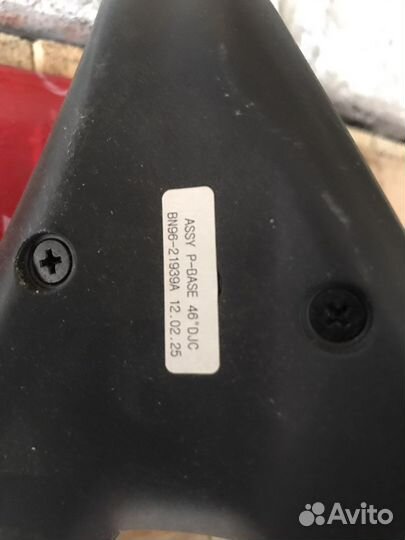 ASSY P-BASE 46"DJC
BN96-21939A 12.02.25
Avito